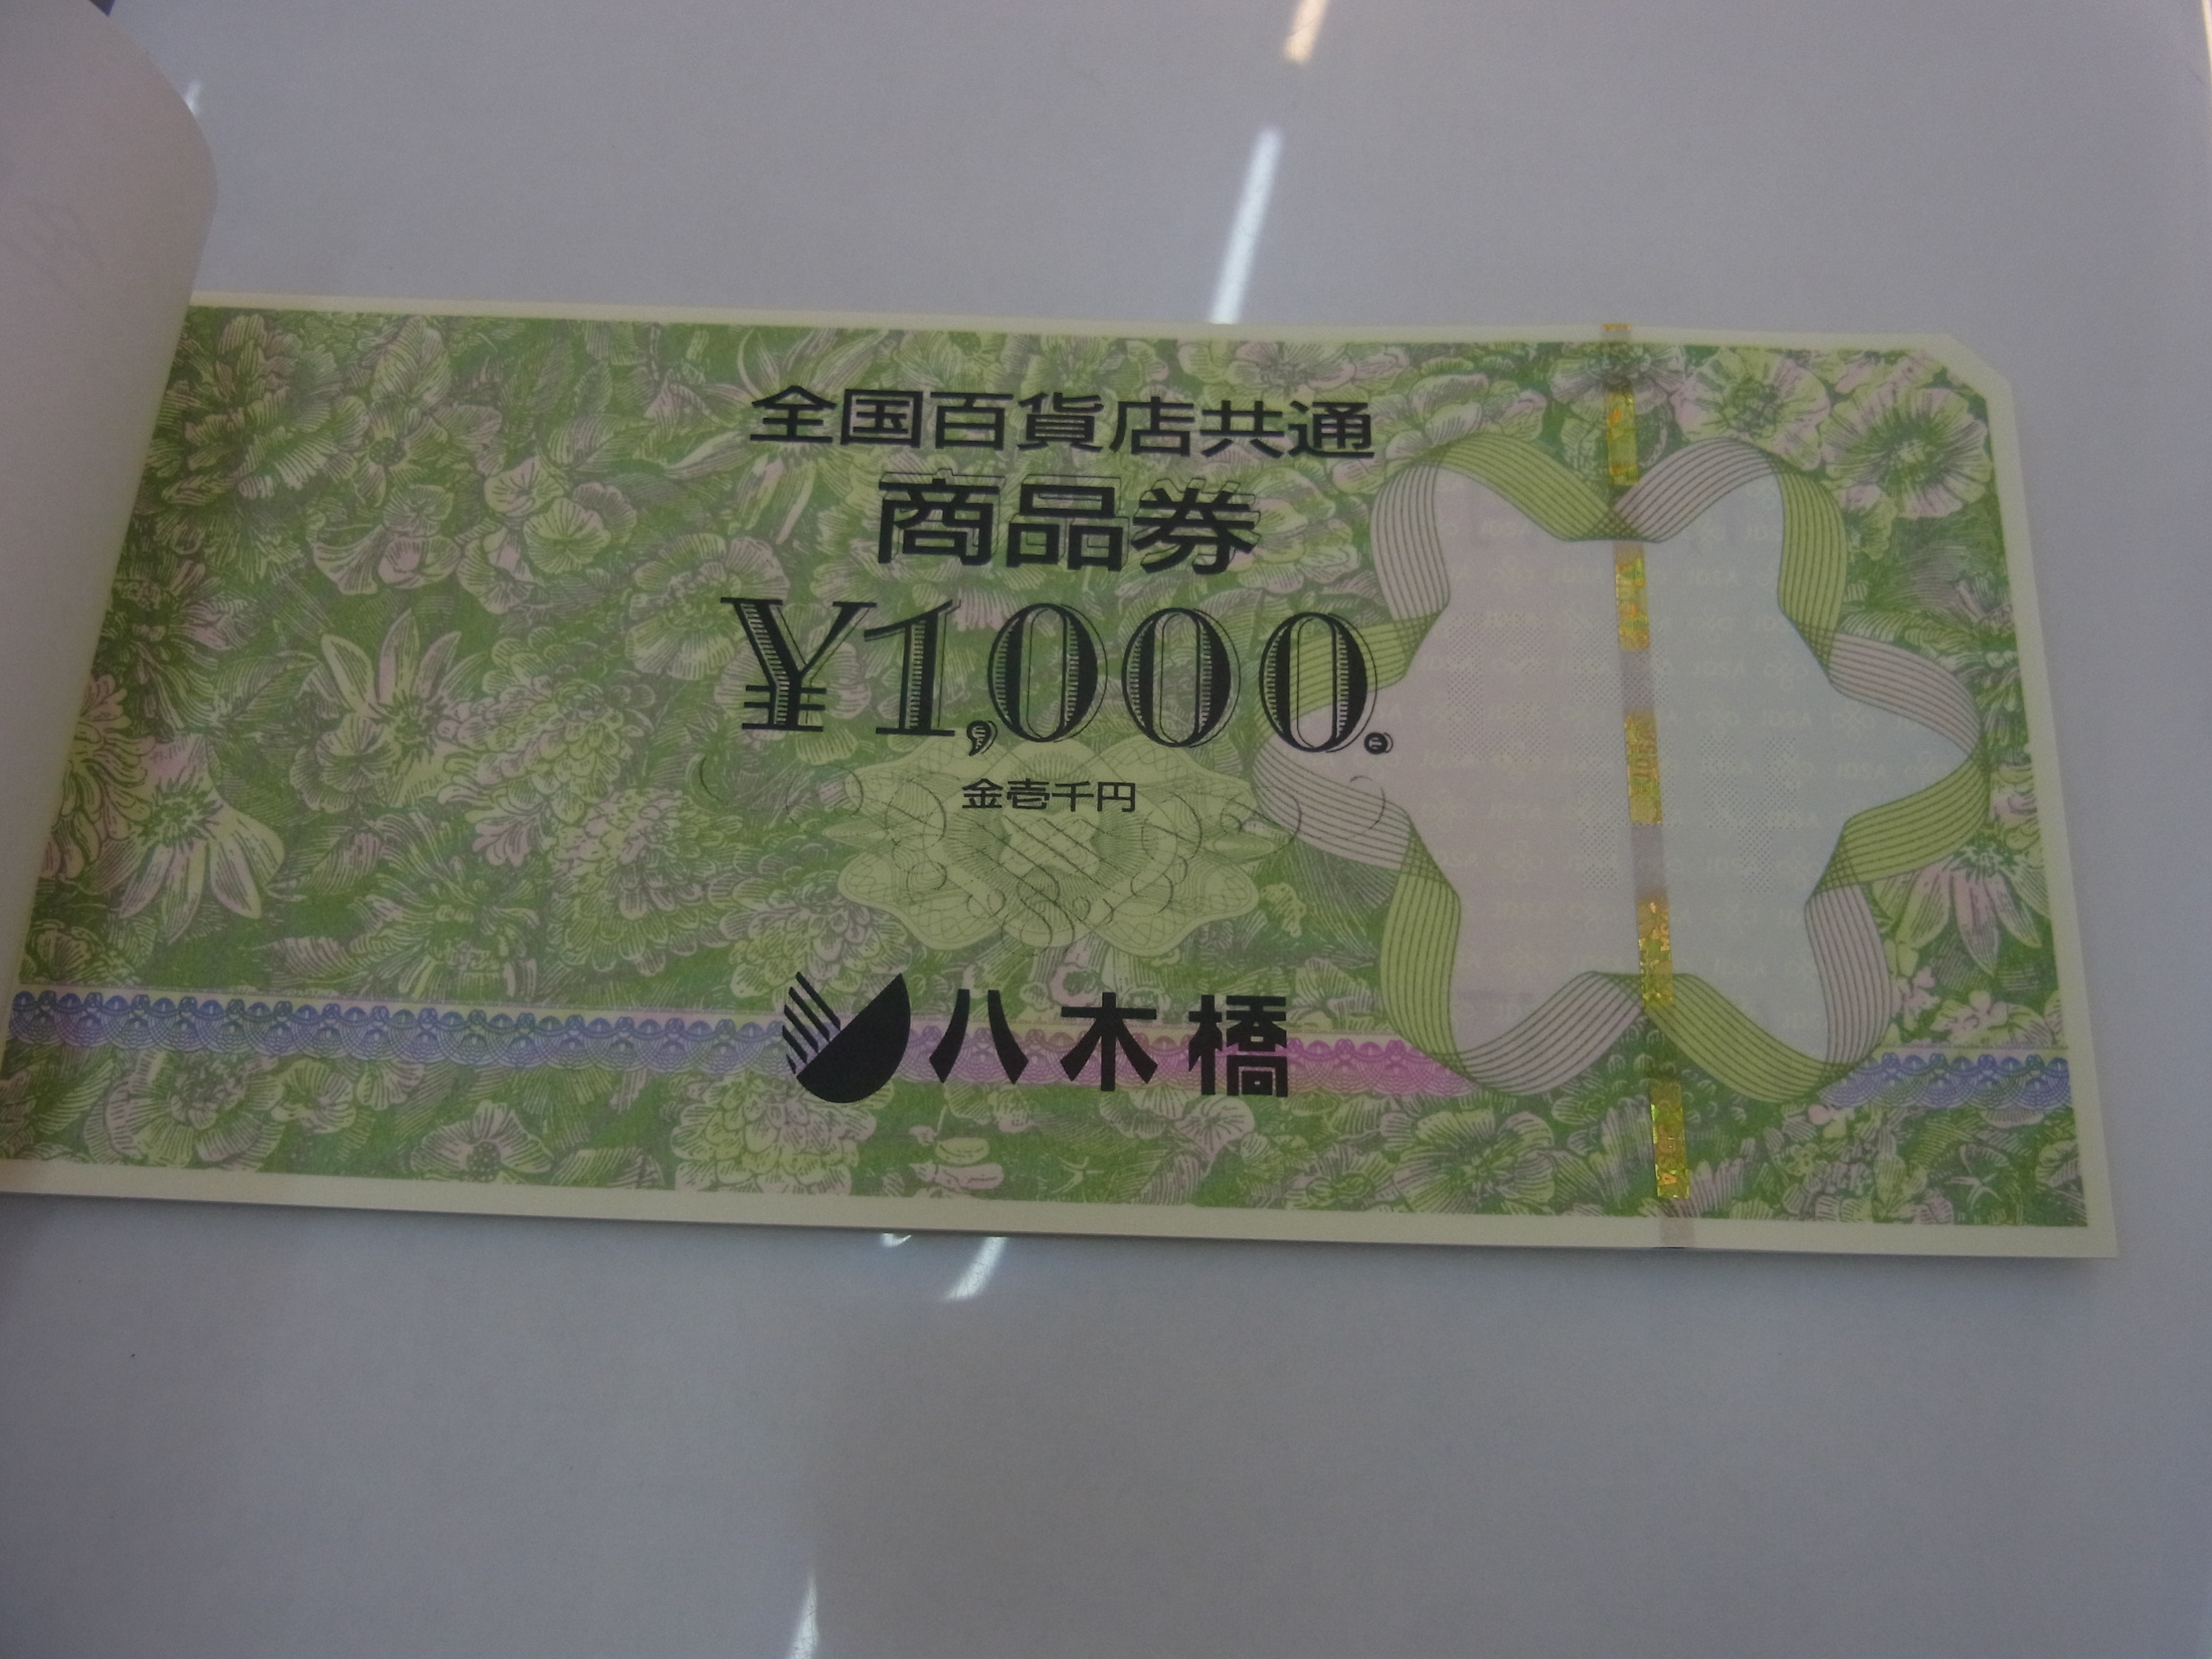 全国百貨店共通
商品券
¥1,000.
金壱千円
八木橋